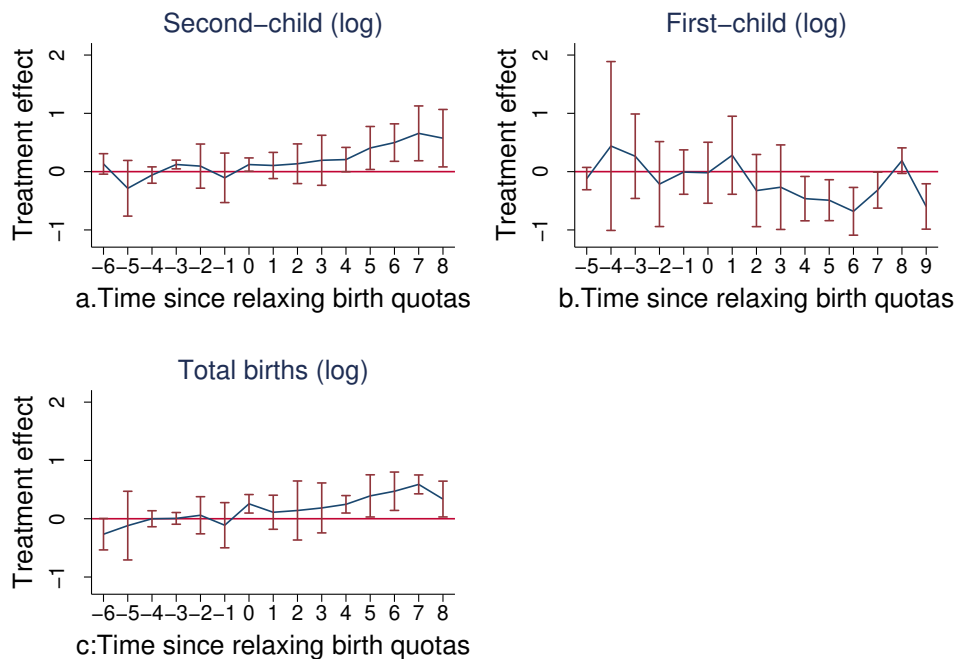 Second−child (log)
Treatment effect
2
1
0
−1
−6 −5 −4 −3 −2 −1 0 1 2 3 4 5 6 7 8
a.Time since relaxing birth quotas
First−child (log)
Treatment effect
2
1
0
−1
−5 −4 −3 −2 −1 0 1 2 3 4 5 6 7 8 9
b.Time since relaxing birth quotas
Total births (log)
Treatment effect
2
1
0
−1
−6 −5 −4 −3 −2 −1 0 1 2 3 4 5 6 7 8
c:Time since relaxing birth quotas